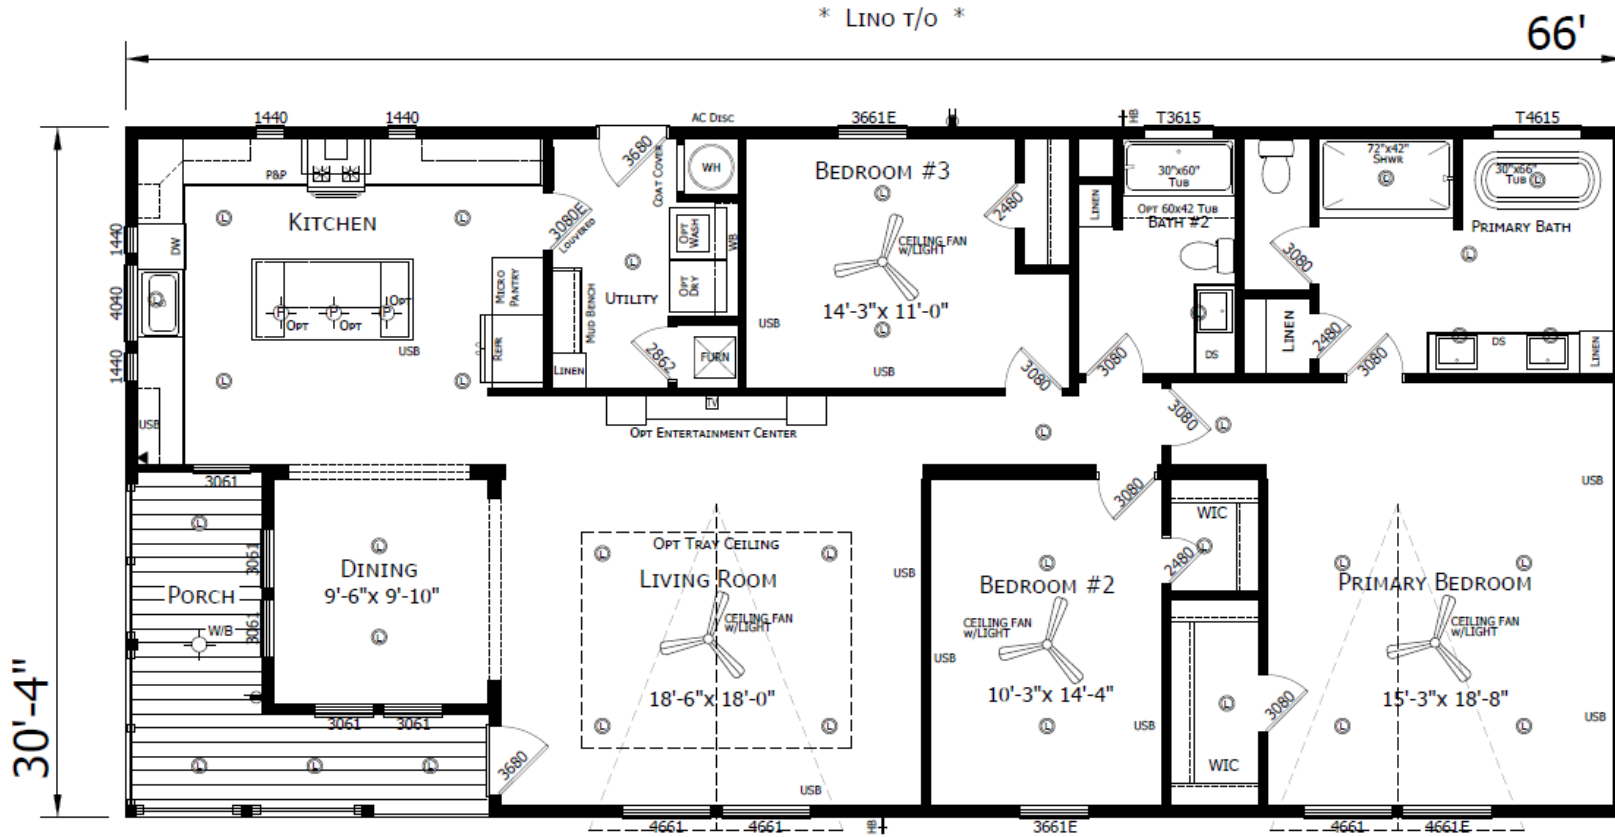 * LINO T/O *
66'
30'-4"
1440
1440
3680
AC DISC
3661E
HB
T3615
T4615
P&P
COAT COVER
WH
BEDROOM #3
30"x60"
TUB
72"x42"
SHWR
30"x66"
TUB
KITCHEN
3080E
LOUVERED
OPT
WASH
WB
2480
LINEN
OPT 60x42 TUB
BATH #2
PRIMARY BATH
1440
DW
CEILING FAN
w/LIGHT
3080
4040
MICRO
PANTRY
UTILITY
OPT
DRY
14'-3"x 11'-0"
P
P
P
OPT
OPT
OPT
USB
USB
MUD BENCH
LINEN
2480
DS
DS
LINEN
1440
REFR
2862
FURN
LINEN
USB
3080
3080
3080
USB
TV
OPT ENTERTAINMENT CENTER
3080
3061
USB
3080
WIC
OPT TRAY CEILING
3061
DINING
9'-6"x 9'-10"
LIVING ROOM
USB
2480
BEDROOM #2
PRIMARY BEDROOM
PORCH
3061
W/B
CEILING FAN
w/LIGHT
CEILING FAN
w/LIGHT
CEILING FAN
w/LIGHT
USB
18'-6"x 18'-0"
10'-3"x 14'-4"
15'-3"x 18'-8"
3080
USB
USB
3061
3061
3680
WIC
USB
4661
4661
HB
3661E
4661
4661E